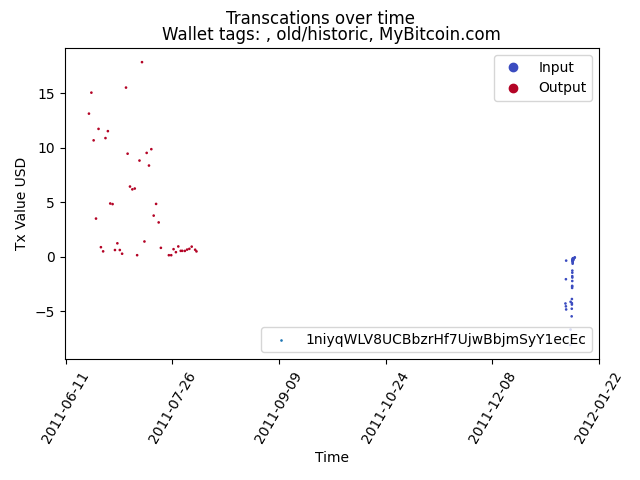 Transcations over time
Wallet tags: , old/historic, MyBitcoin.com
Input
Output
Tx Value USD
15
10
5
0
−5
1niyqWLV8UCBbzrHf7UjwBbjmSyY1ecEc
2011-06-11
2011-07-26
2011-09-09
2011-10-24
2011-12-08
2012-01-22
Time